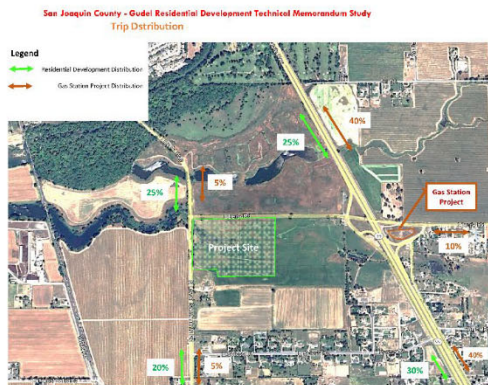 San Joaquin County - Gudel Residential Development Technical Memorandum Study
Trip Dstribution
Legend
Residential Development Distribution
Gas Station Project Distribution
40%
25%
5%
25%
Gas Station
Project
Project Site
10%
20%
5%
30%
40%